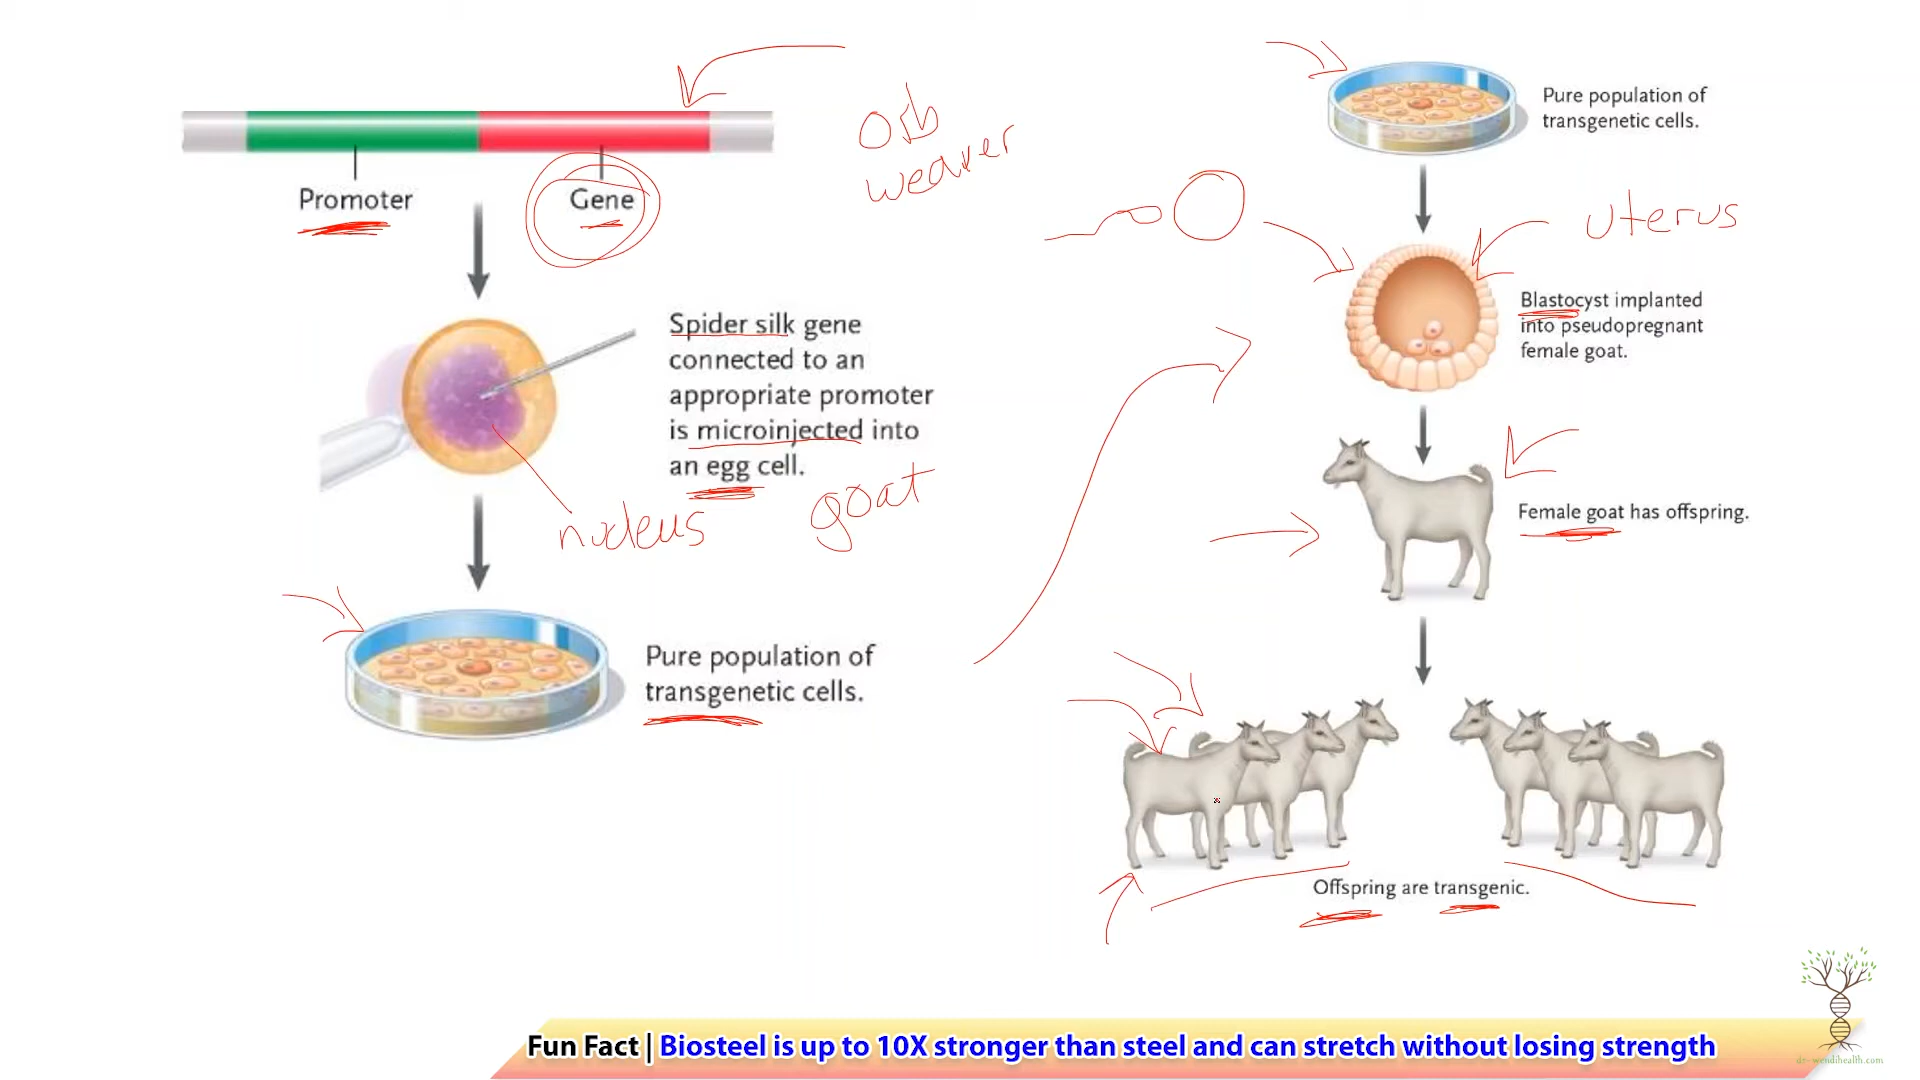 Orb
weaver
Promoter
Gene
Spider silk gene
connected to an
appropriate promoter
is microinjected into
an egg cell.
goat
nucleus
Pure population of
transgenetic cells.
Pure population of
transgenetic cells.
uterus
Blastocyst implanted
into pseudopregnant
female goat.
Female goat has offspring.
Offspring are transgenic.
Fun Fact | Biosteel is up to 10X stronger than steel and can stretch without losing strength
dr-wendihealth.com